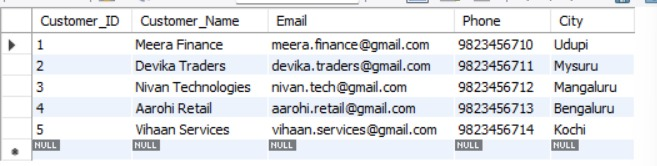 Customer_ID Customer_Name Email Phone City
1 Meera Finance meera.finance@gmail.com 9823456710 Udupi
2 Devika Traders devika.traders@gmail.com 9823456711 Mysuru
3 Nivan Technologies nivan.tech@gmail.com 9823456712 Mangaluru
4 Aarohi Retail aarohi.retail@gmail.com 9823456713 Bengaluru
5 Vihaan Services vihaan.services@gmail.com 9823456714 Kochi
NULL NULL NULL NULL NULL